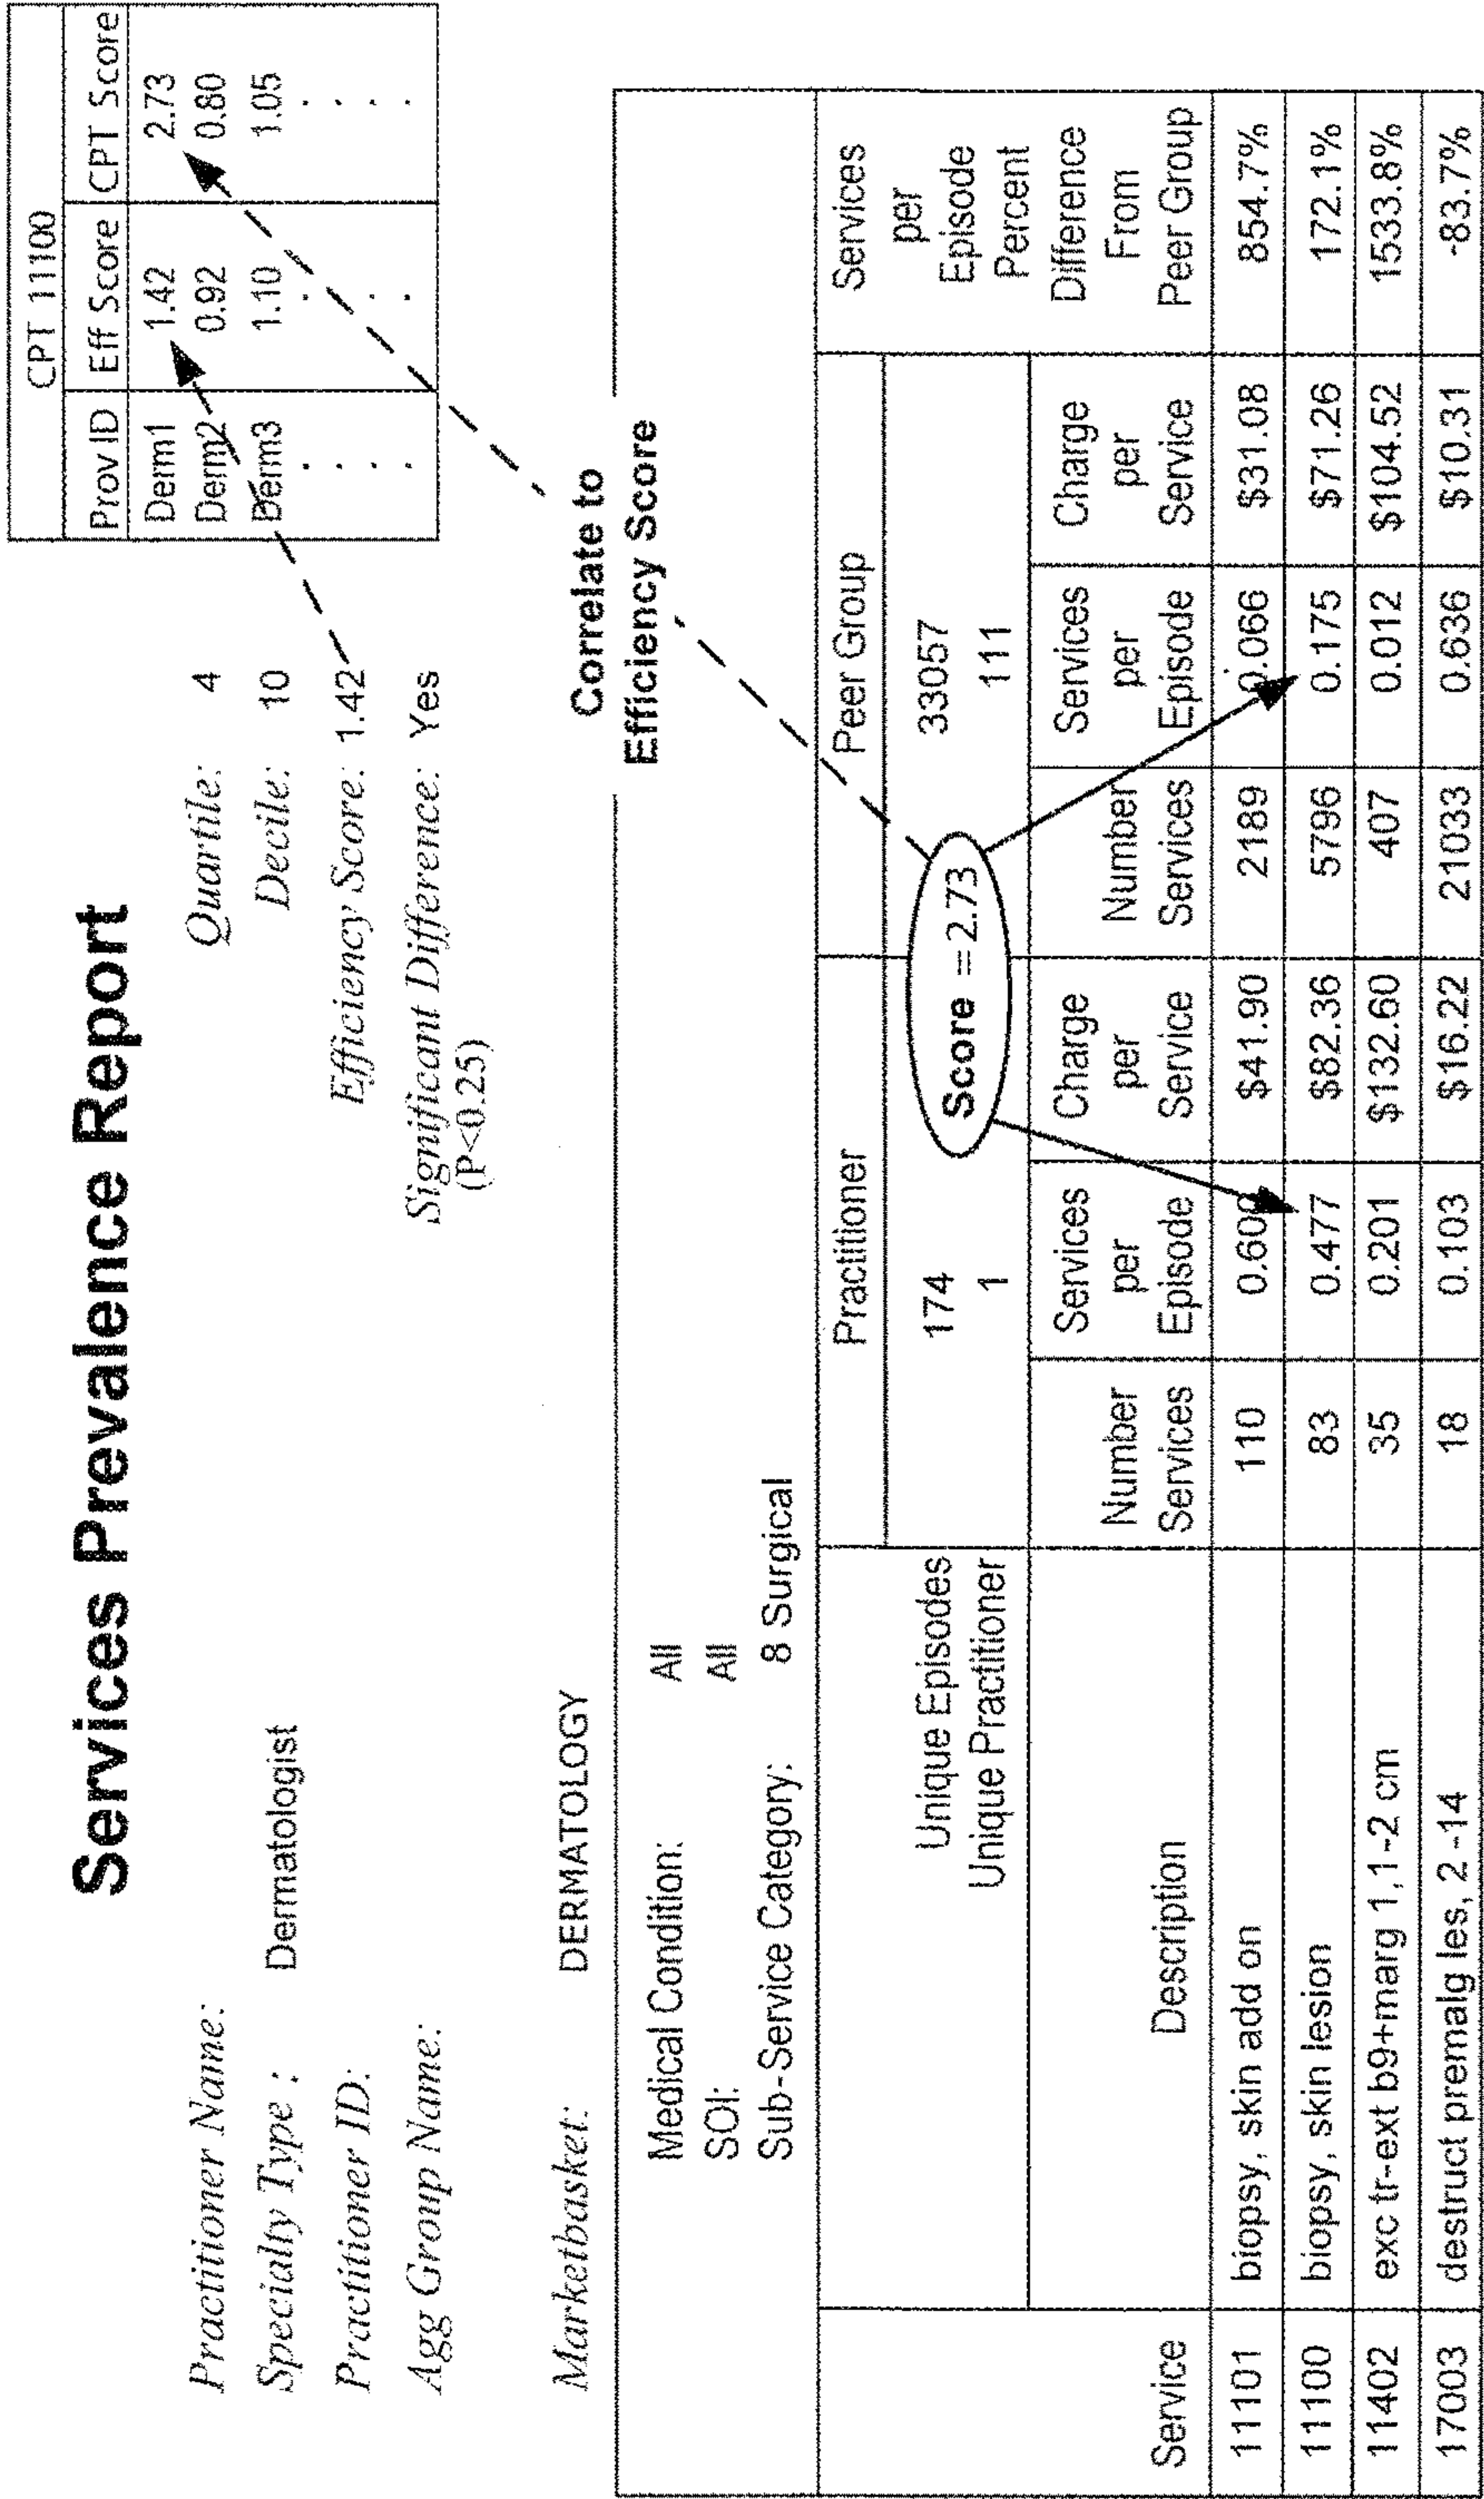 Services Prevalence Report
CPT 11100
Prov ID Eff Score CPT Score
Derm1 1.42 2.73
Derm2 0.92 0.80
Derm3 1.10 1.05
. . .
. . .
. . .
Practitioner Name: Quartile: 4
Specialty Type : Dermatologist Decile: 10
Practitioner ID: Efficiency Score: 1.42
Agg Group Name: Significant Difference: Yes
(P<0.25)
Marketbasket: DERMATOLOGY
Correlate to
Efficiency Score
Medical Condition: All
SOI: All
Sub-Service Category: 8 Surgical
Practitioner Peer Group Services
per
Episode
Percent
Difference
From
Peer Group
Unique Episodes 174 33057
Unique Practitioner 1 111
Score = 2.73
Service Description Number Services Services per Episode Charge per Service Number Services Services per Episode Charge per Service
11101 biopsy, skin add on 110 0.600 $41.90 2189 0.066 $31.08 854.7%
11100 biopsy, skin lesion 83 0.477 $82.36 5796 0.175 $71.26 172.1%
11402 exc tr-ext b9+marg 1,1-2 cm 35 0.201 $132.60 407 0.012 $104.52 1533.8%
17003 destruct premalg les, 2 -14 18 0.103 $16.22 21033 0.636 $10.31 -83.7%